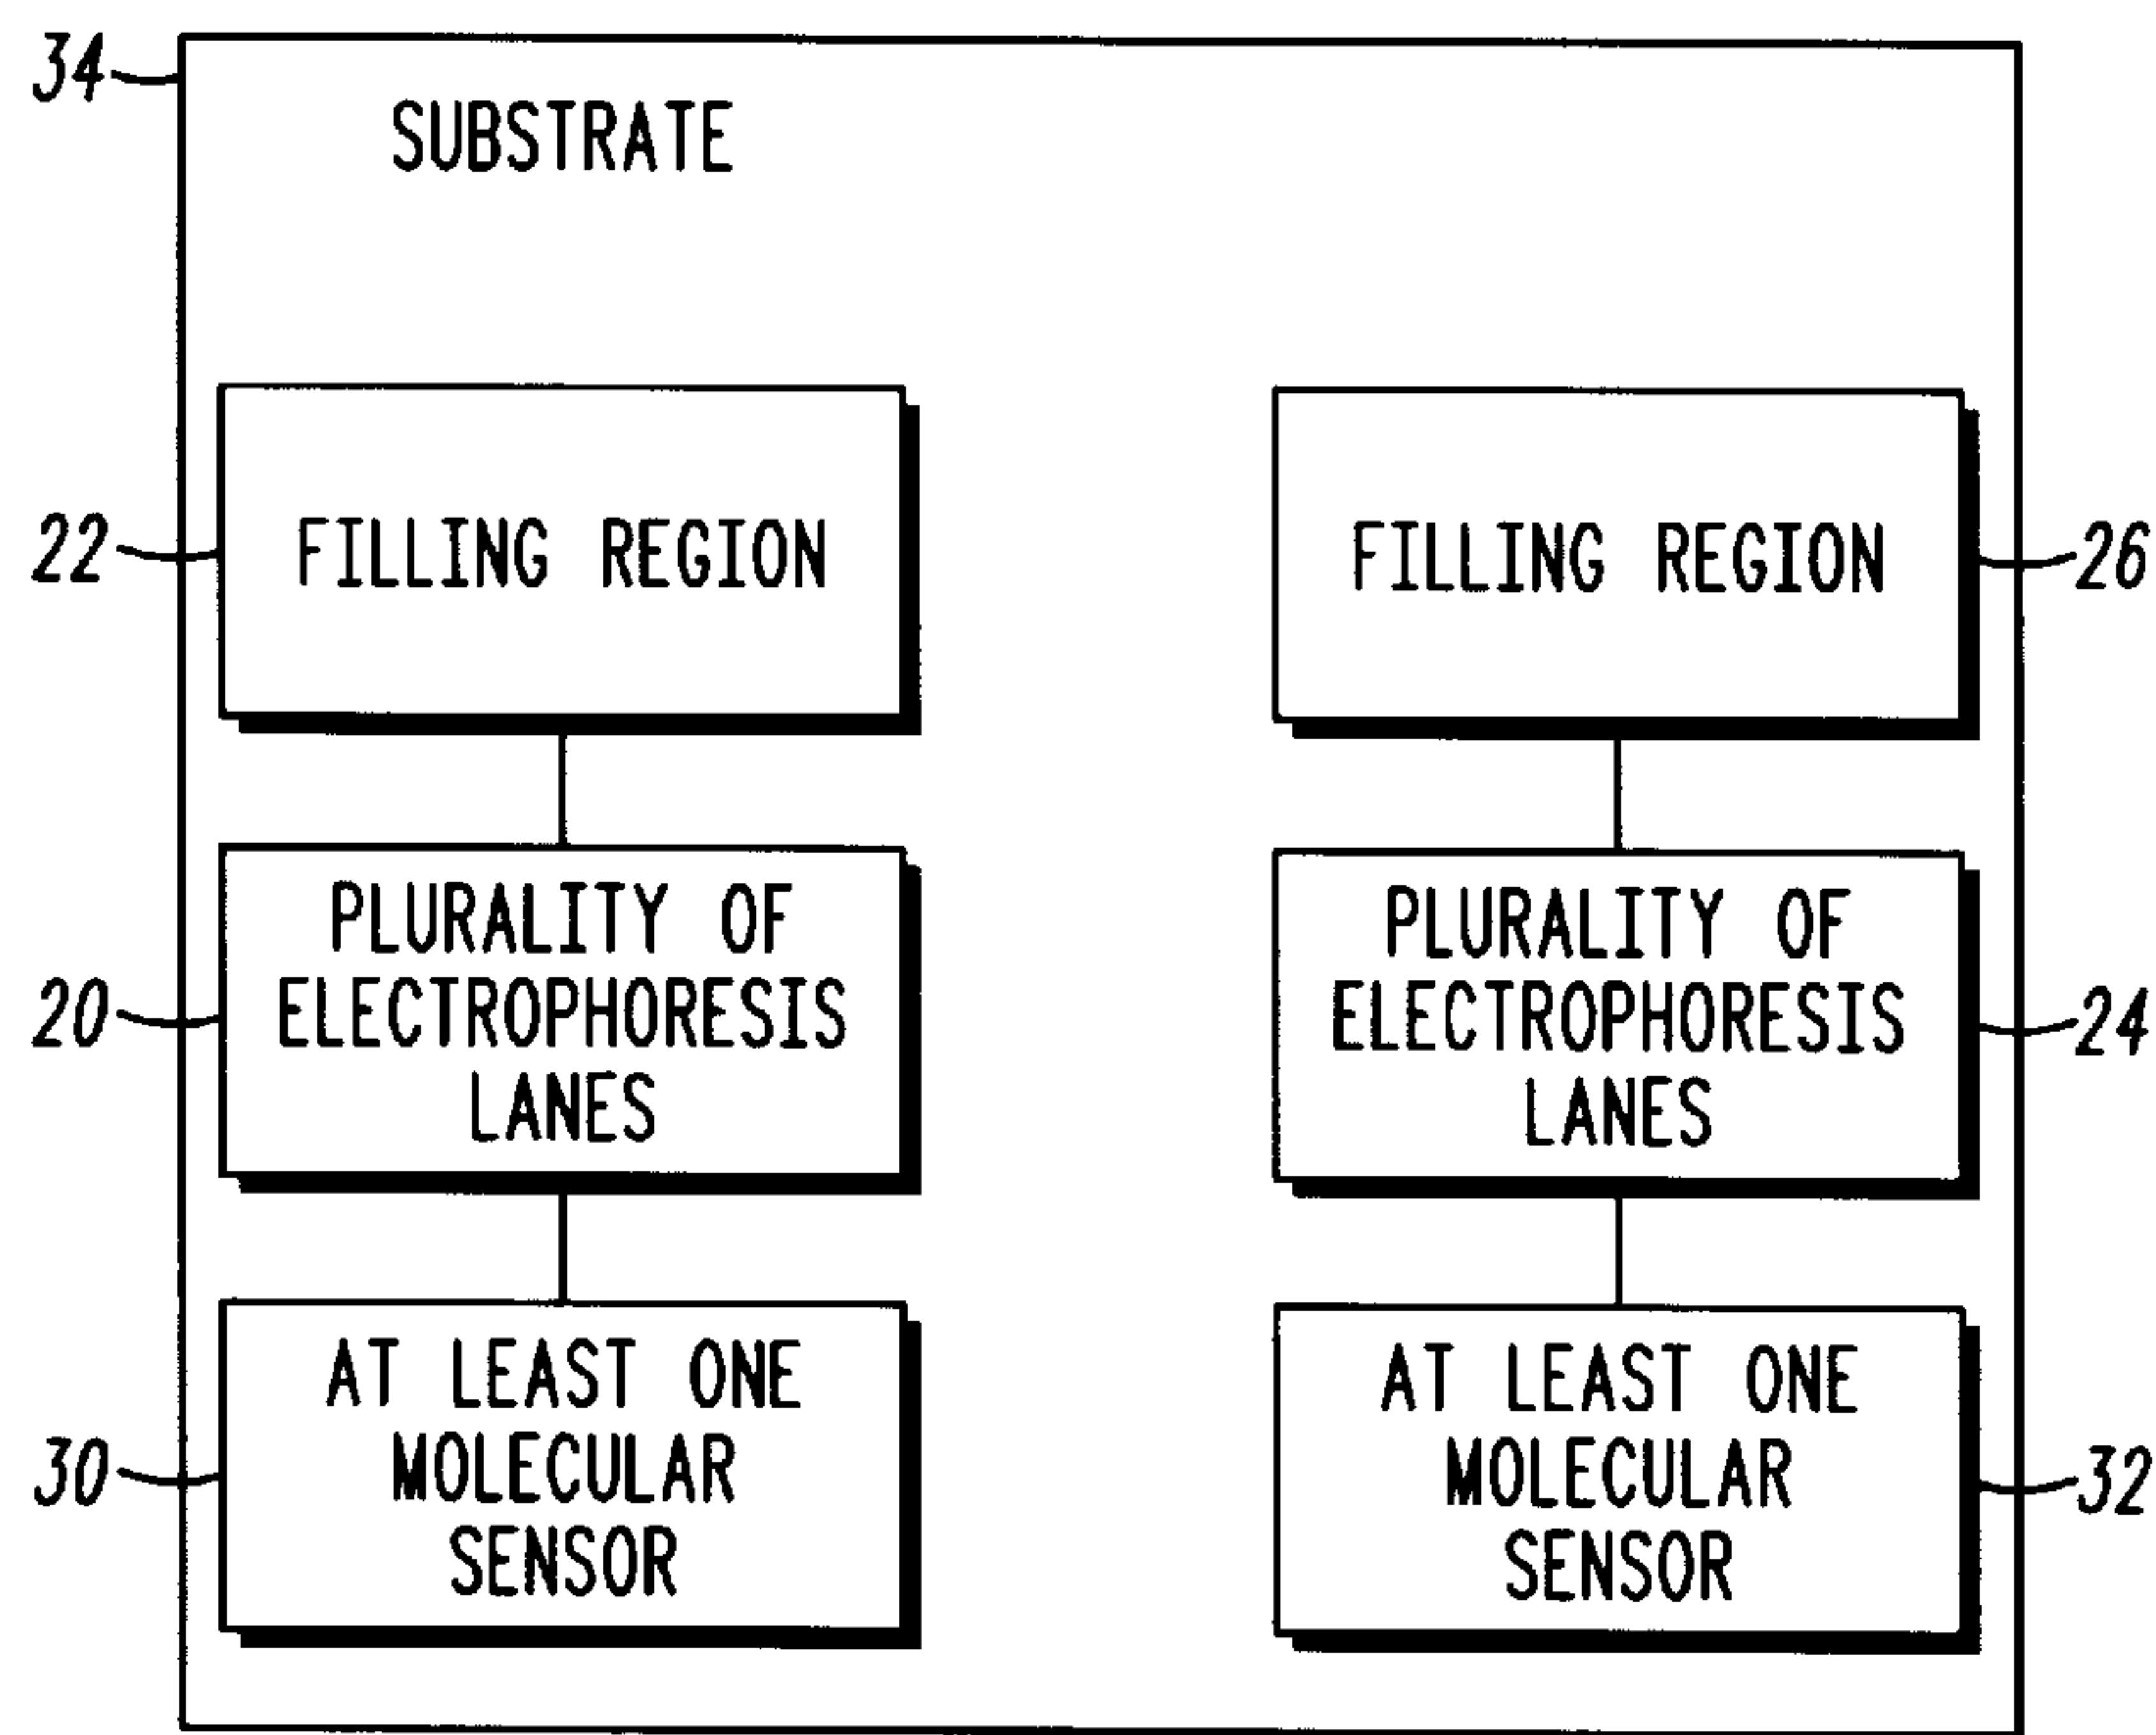 34
SUBSTRATE
22
FILLING REGION
FILLING REGION
26
20
PLURALITY OF
ELECTROPHORESIS
LANES
PLURALITY OF
ELECTROPHORESIS
LANES
24
30
AT LEAST ONE
MOLECULAR
SENSOR
AT LEAST ONE
MOLECULAR
SENSOR
32